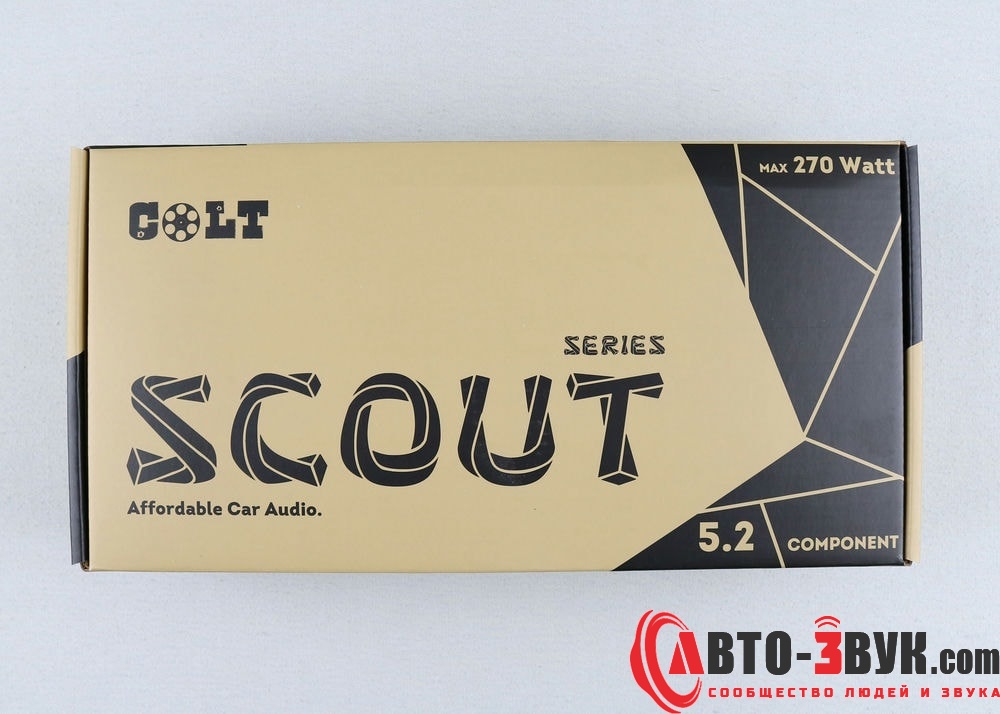 COLT
MAX 270 Watt
SERIES
SCOUT
Affordable Car Audio.
5.2 COMPONENT
АВТО-ЗВУК.com
СООБЩЕСТВО ЛЮДЕЙ И ЗВУКА